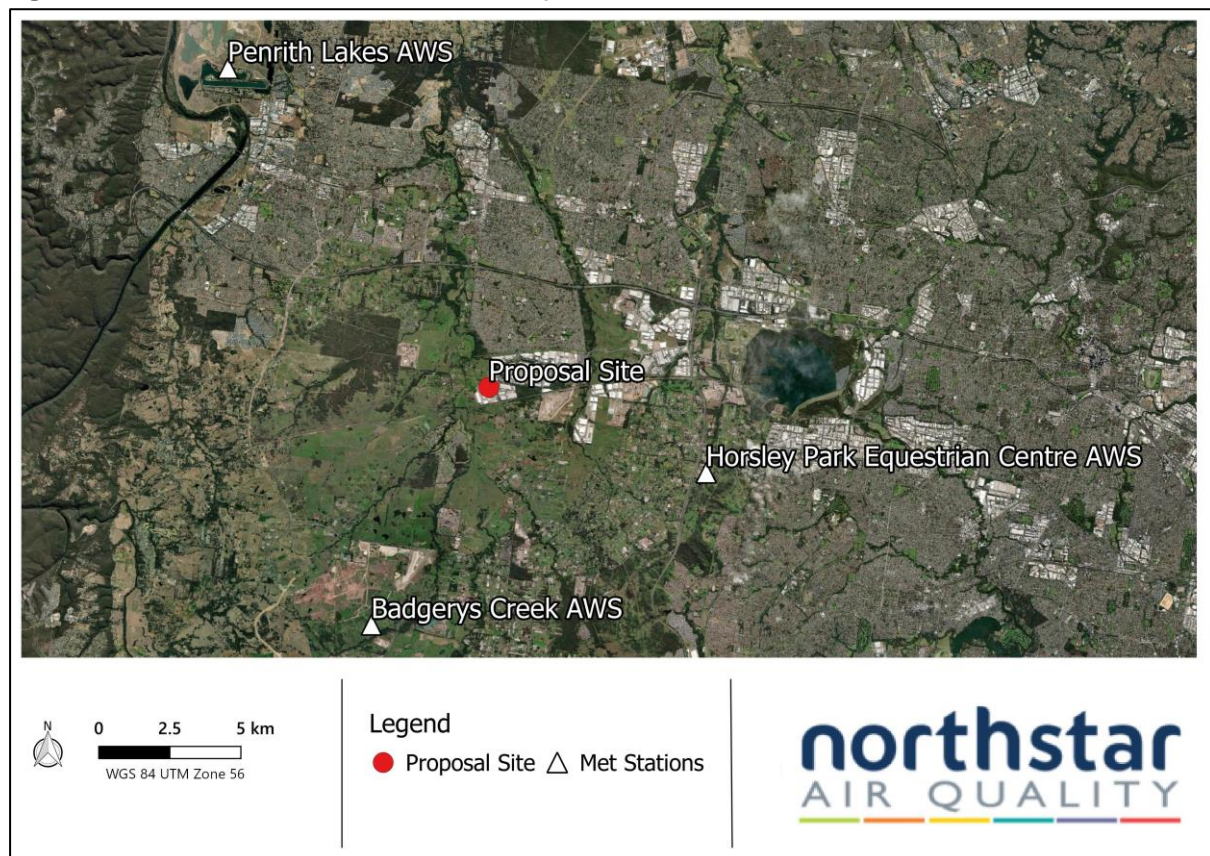 Penrith Lakes AWS
Proposal Site
Horsley Park Equestrian Centre AWS
Badgerys Creek AWS
N
0 2.5 5 km
WGS 84 UTM Zone 56
Legend
Proposal Site Met Stations
northstar
AIR QUALITY